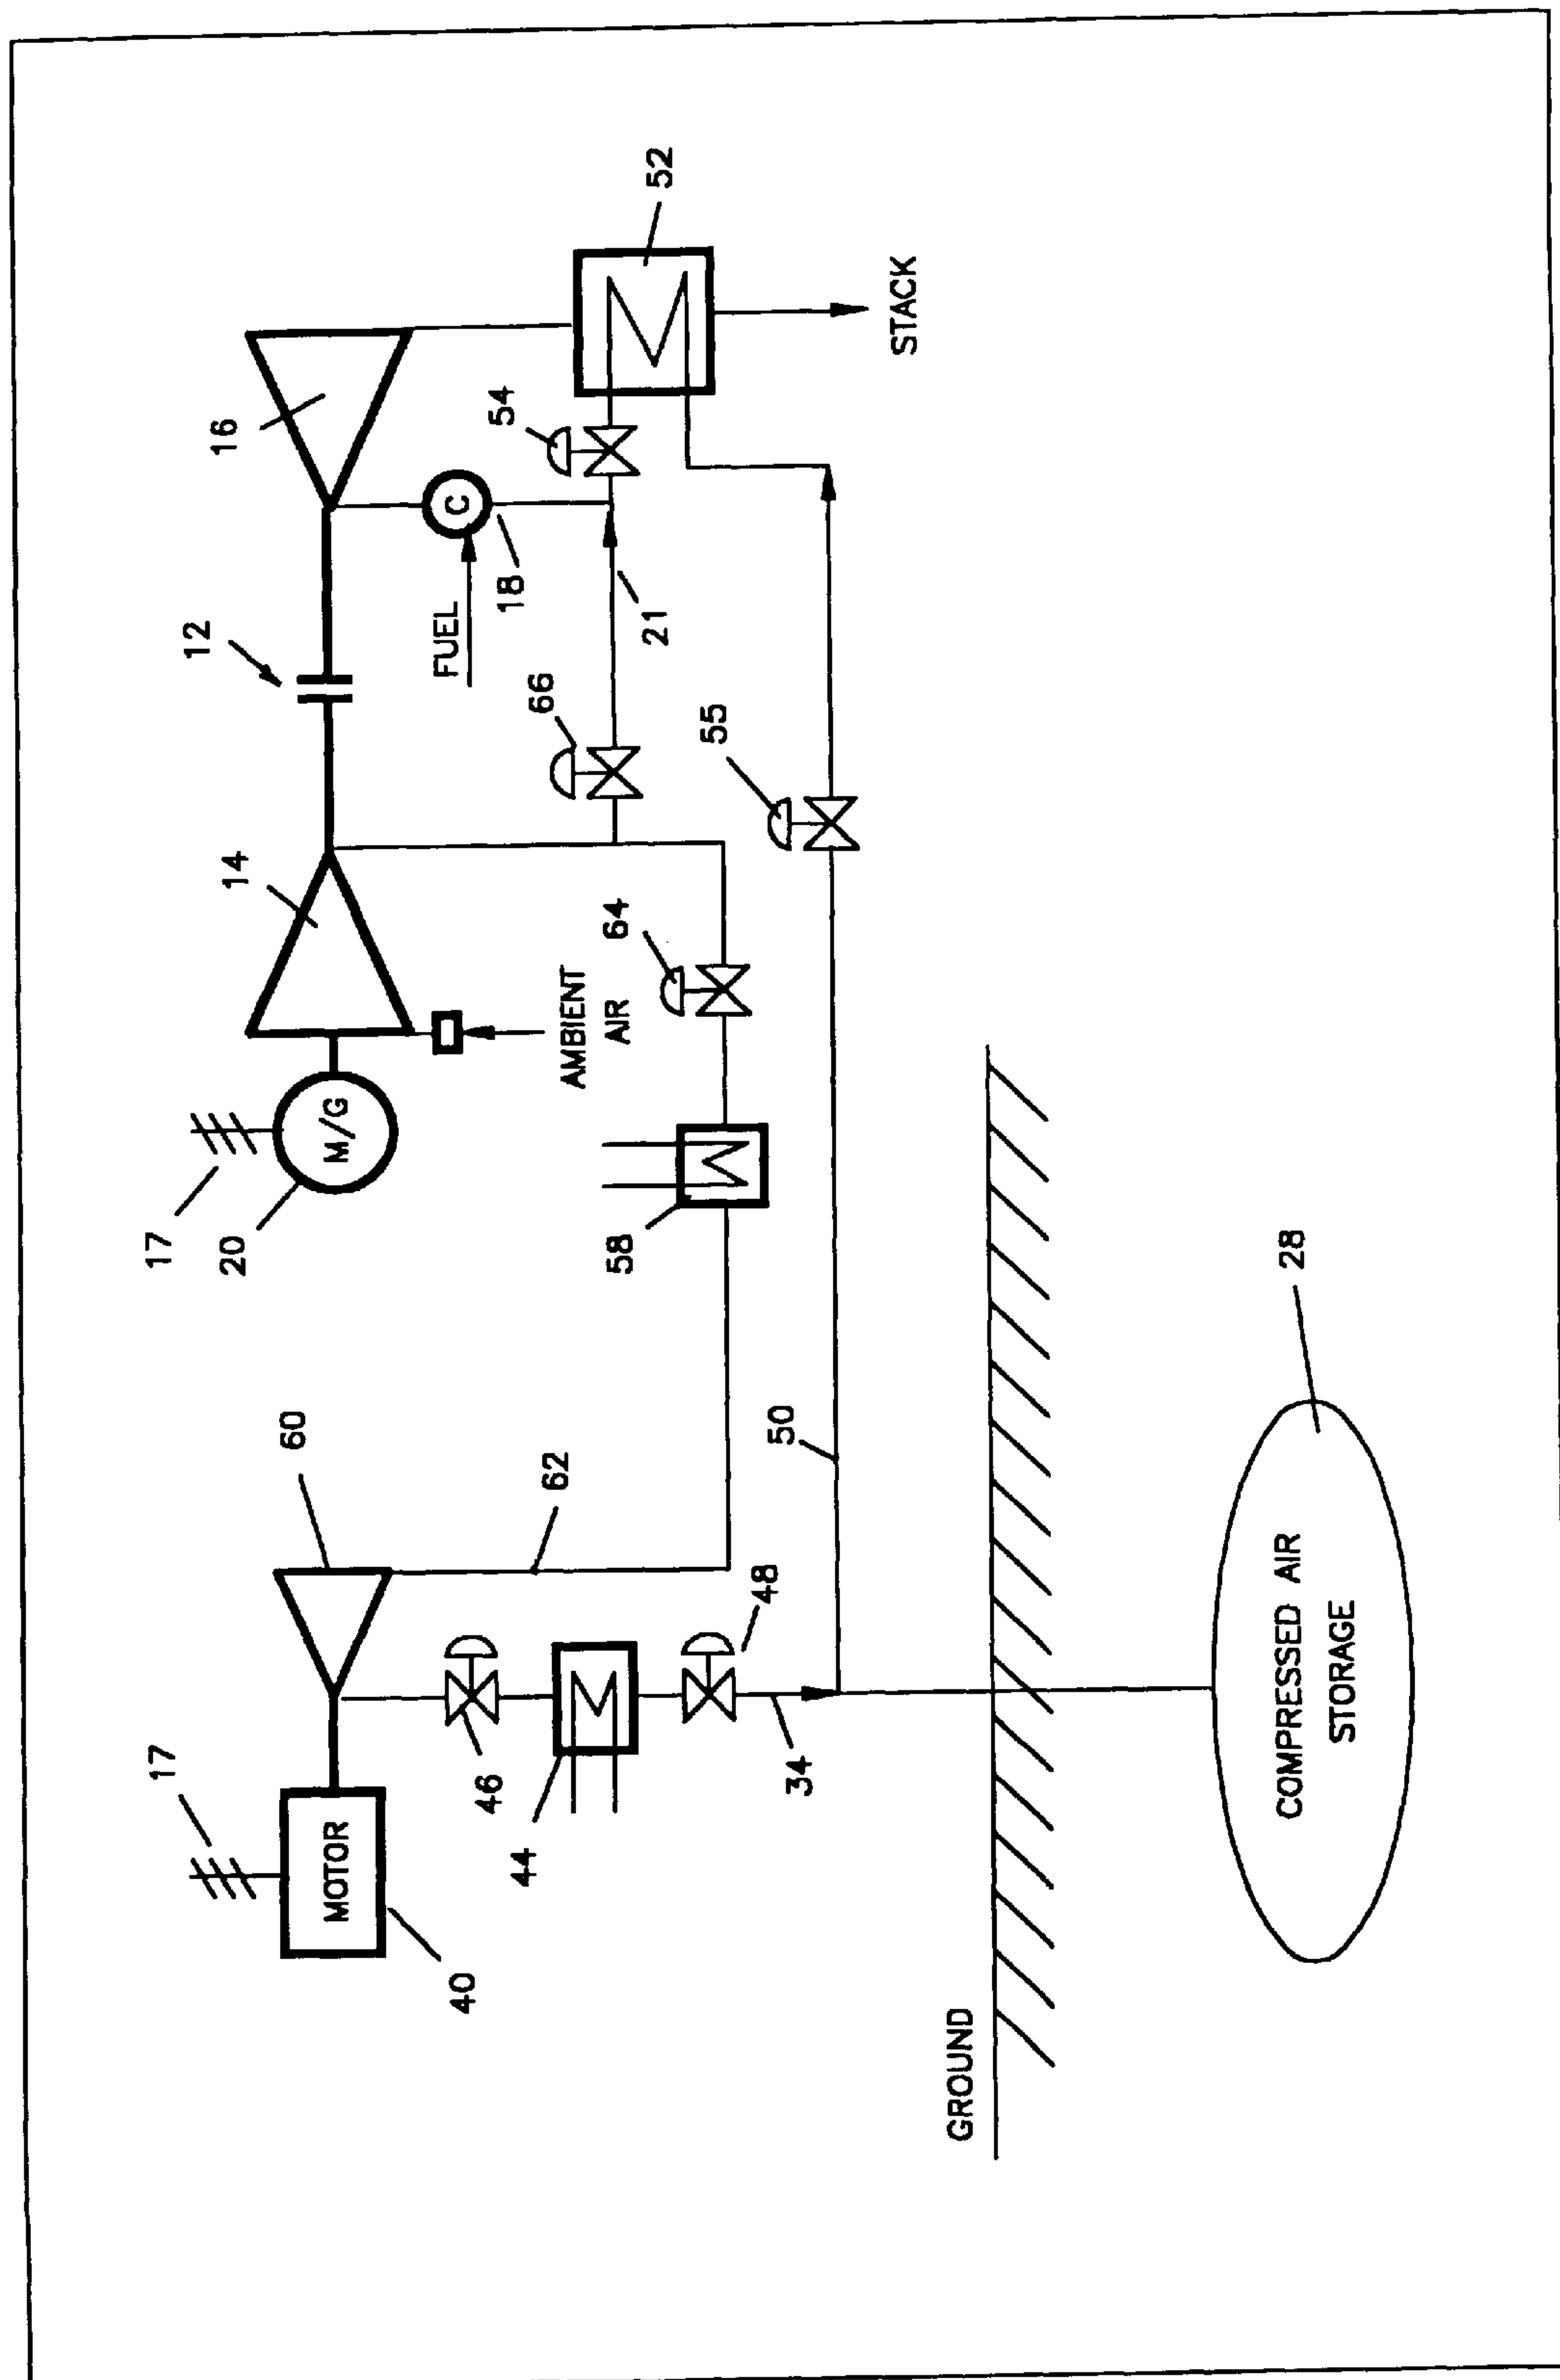 17
MOTOR
40
60
46
44
48
34
62
17
20
M/G
14
AMBIENT
AIR
58
64
12
16
66
FUEL
18
C
21
54
52
STACK
55
50
GROUND
28
COMPRESSED AIR
STORAGE